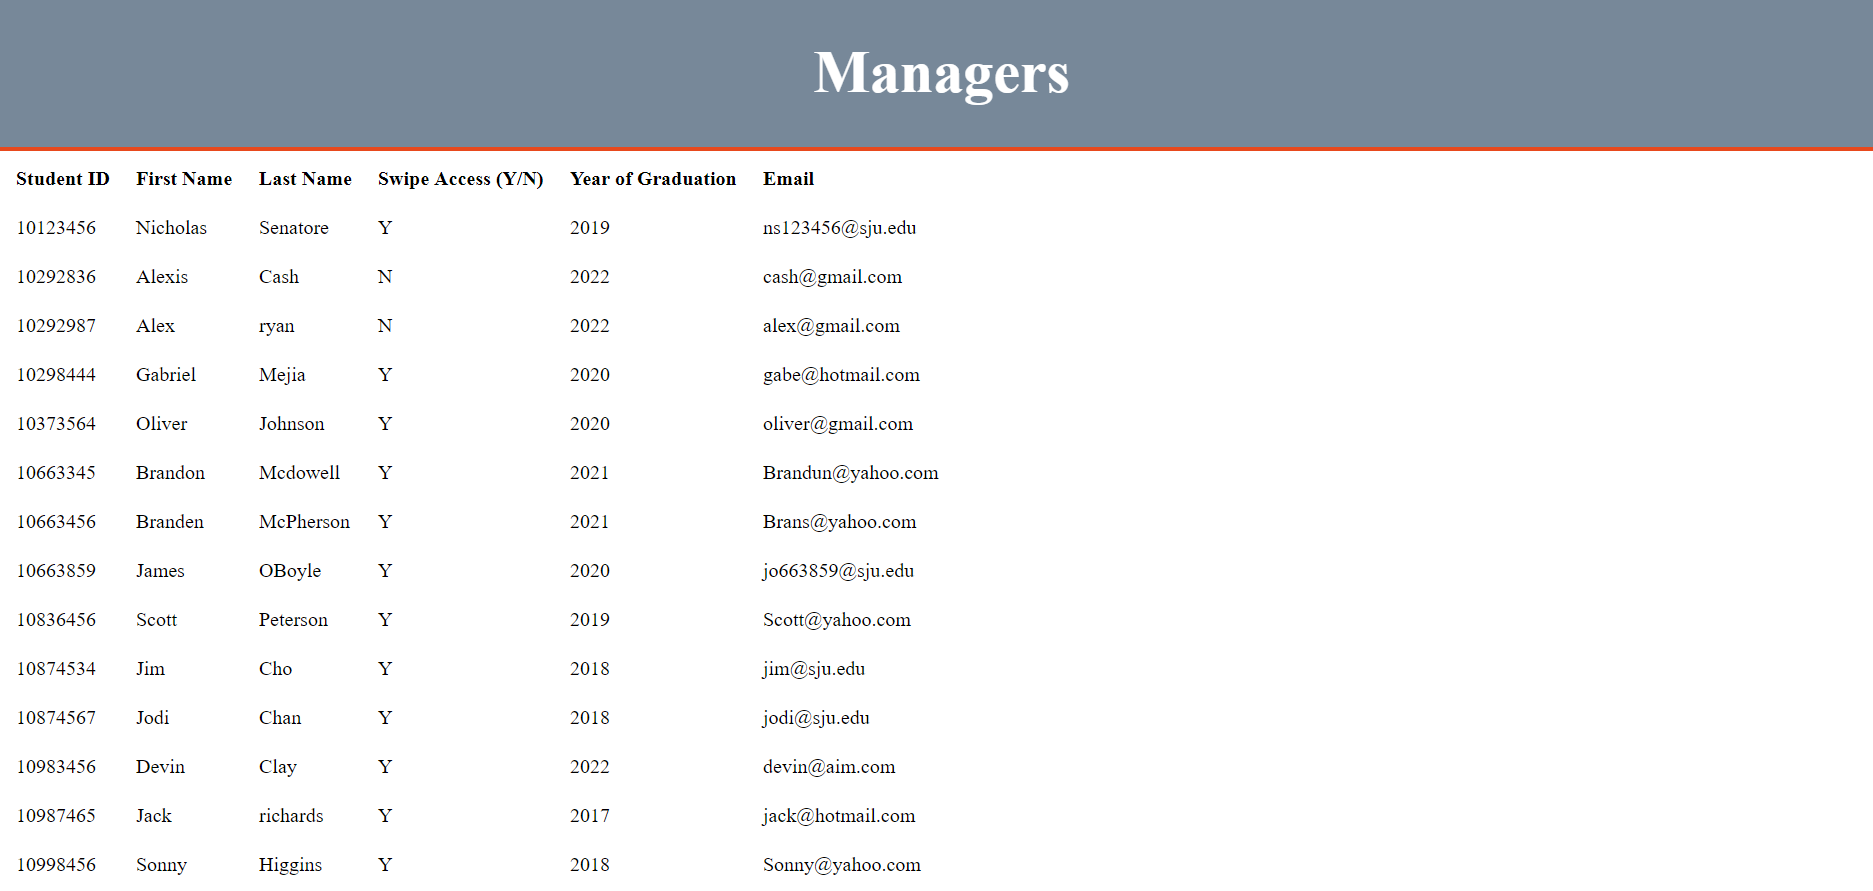 Managers
Student ID First Name Last Name Swipe Access (Y/N) Year of Graduation Email
10123456 Nicholas Senatore Y 2019 ns123456@sju.edu
10292836 Alexis Cash N 2022 cash@gmail.com
10292987 Alex ryan N 2022 alex@gmail.com
10298444 Gabriel Mejia Y 2020 gabe@hotmail.com
10373564 Oliver Johnson Y 2020 oliver@gmail.com
10663345 Brandon Mcdowell Y 2021 Brandun@yahoo.com
10663456 Branden McPherson Y 2021 Brans@yahoo.com
10663859 James OBoyle Y 2020 jo663859@sju.edu
10836456 Scott Peterson Y 2019 Scott@yahoo.com
10874534 Jim Cho Y 2018 jim@sju.edu
10874567 Jodi Chan Y 2018 jodi@sju.edu
10983456 Devin Clay Y 2022 devin@aim.com
10987465 Jack richards Y 2017 jack@hotmail.com
10998456 Sonny Higgins Y 2018 Sonny@yahoo.com